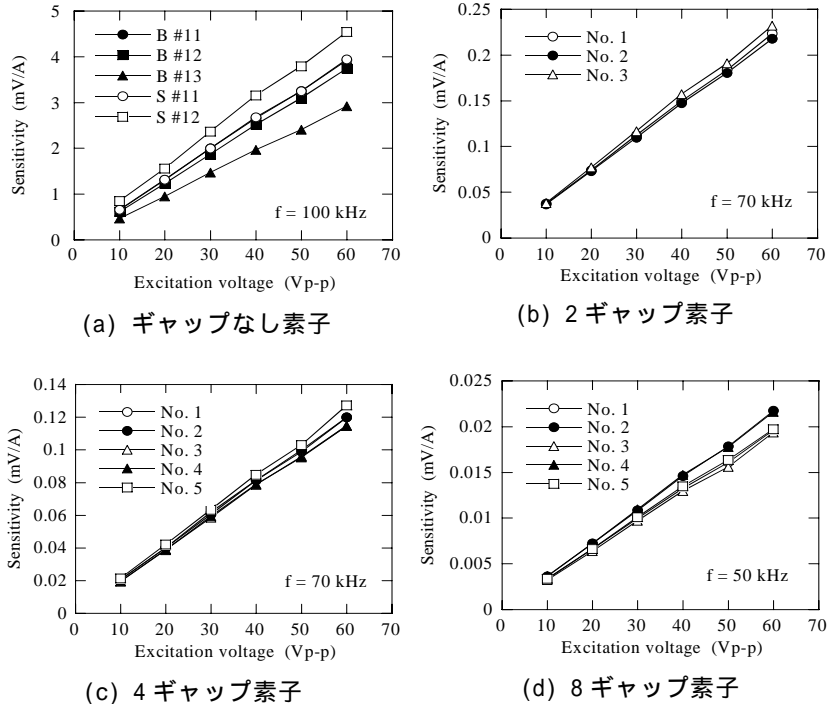 5
4
3
2
1
0
Sensitivity (mV/A)
B #11
B #12
B #13
S #11
S #12
f = 100 kHz
0 10 20 30 40 50 60 70
Excitation voltage (Vp-p)
(a) ギャップなし素子
0.25
0.2
0.15
0.1
0.05
0
Sensitivity (mV/A)
No. 1
No. 2
No. 3
f = 70 kHz
0 10 20 30 40 50 60 70
Excitation voltage (Vp-p)
(b) 2 ギャップ素子
0.14
0.12
0.1
0.08
0.06
0.04
0.02
0
Sensitivity (mV/A)
No. 1
No. 2
No. 3
No. 4
No. 5
f = 70 kHz
0 10 20 30 40 50 60 70
Excitation voltage (Vp-p)
(c) 4 ギャップ素子
0.025
0.02
0.015
0.01
0.005
0
Sensitivity (mV/A)
No. 1
No. 2
No. 3
No. 4
No. 5
f = 50 kHz
0 10 20 30 40 50 60 70
Excitation voltage (Vp-p)
(d) 8 ギャップ素子